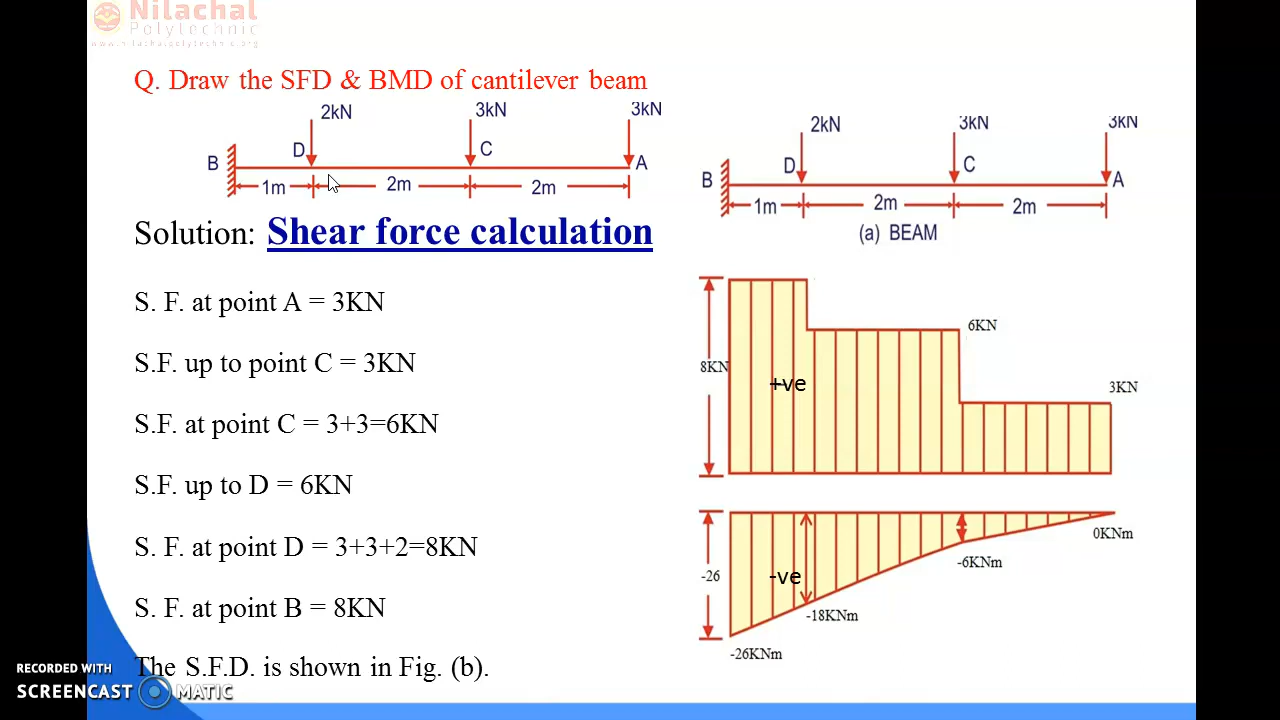 Nilachal
Polytechnic
www.nilachalpolytechnic.org
Q. Draw the SFD & BMD of cantilever beam
2kN 3kN 3kN
B D C A
1m 2m 2m
2kN 3kN 3kN
B D C A
1m 2m 2m
(a) BEAM
Solution: Shear force calculation
S. F. at point A = 3KN
S.F. up to point C = 3KN
S.F. at point C = 3+3=6KN
S.F. up to D = 6KN
S. F. at point D = 3+3+2=8KN
S. F. at point B = 8KN
The S.F.D. is shown in Fig. (b).
6KN
8KN
+ve
3KN
0KNm
-6KNm
-26
-ve
-18KNm
-26KNm
RECORDED WITH
SCREENCAST MATIC